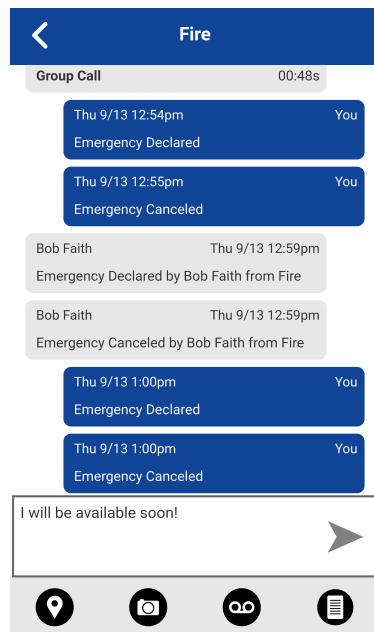 Fire
Group Call 00:48s
Thu 9/13 12:54pm You
Emergency Declared
Thu 9/13 12:55pm You
Emergency Canceled
Bob Faith Thu 9/13 12:59pm
Emergency Declared by Bob Faith from Fire
Bob Faith Thu 9/13 12:59pm
Emergency Canceled by Bob Faith from Fire
Thu 9/13 1:00pm You
Emergency Declared
Thu 9/13 1:00pm You
Emergency Canceled
I will be available soon!